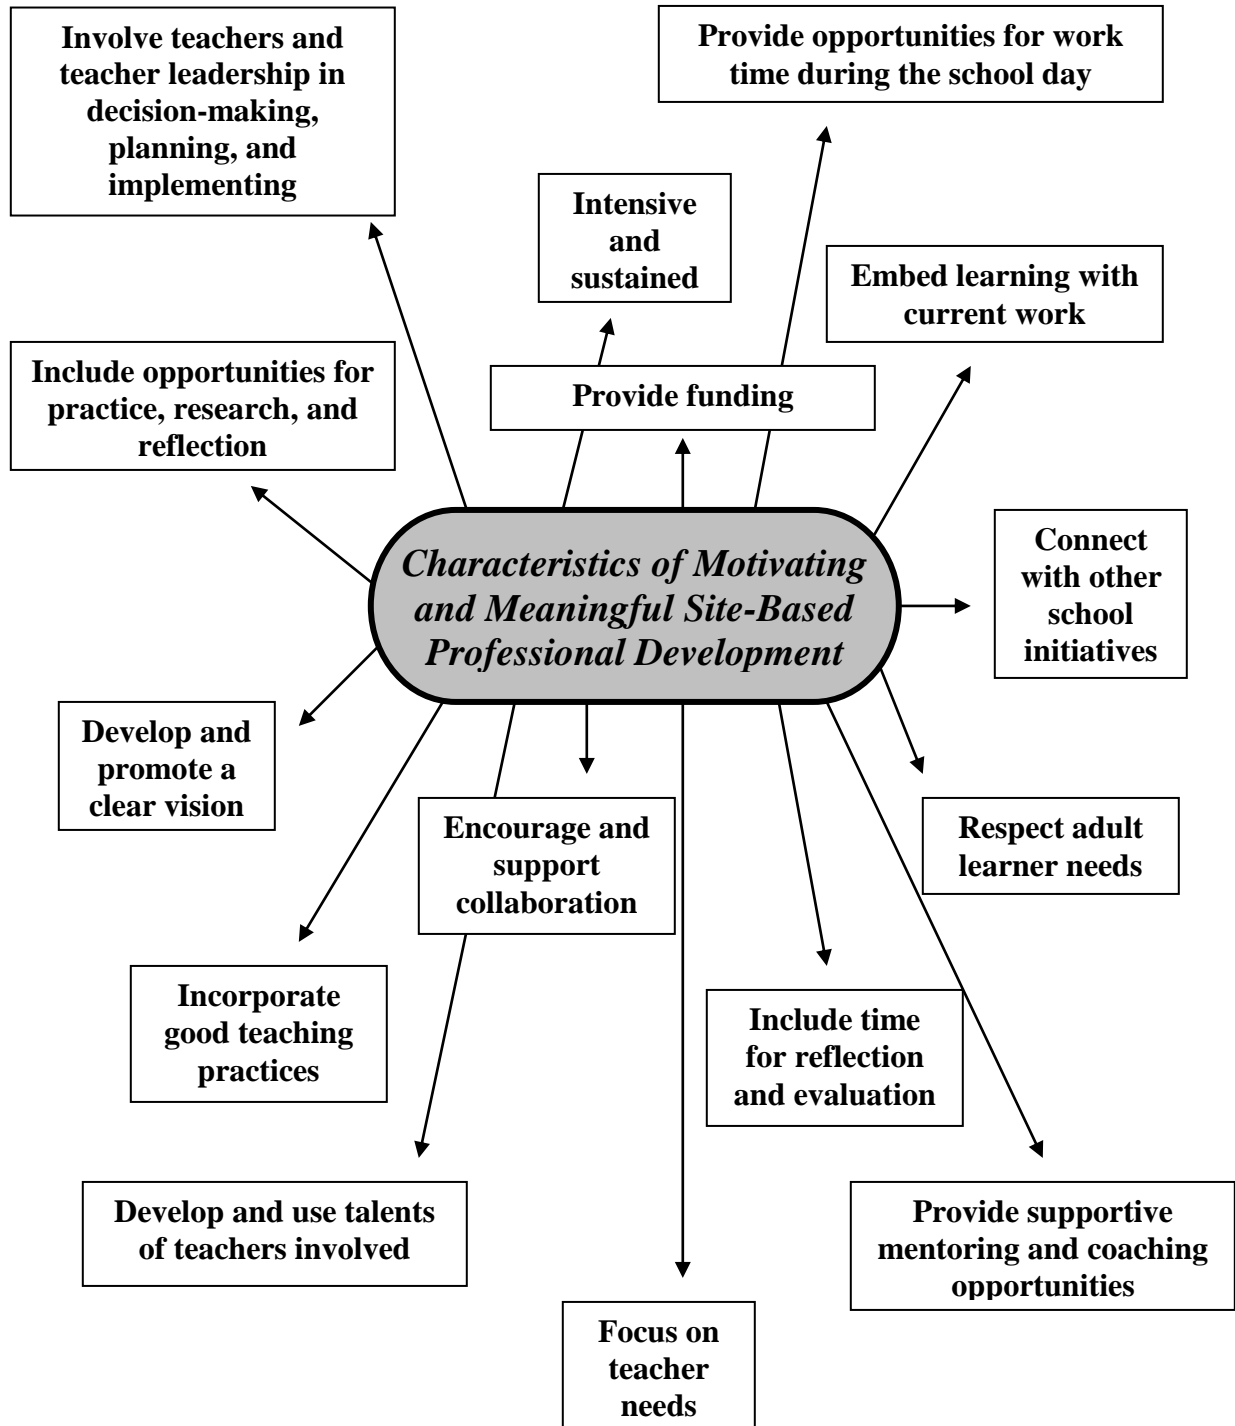 Involve teachers and
teacher leadership in
decision-making,
planning, and
implementing
Provide opportunities for work
time during the school day
Intensive
and
sustained
Embed learning with
current work
Include opportunities for
practice, research, and
reflection
Provide funding
Characteristics of Motivating
and Meaningful Site-Based
Professional Development
Connect
with other
school
initiatives
Develop and
promote a
clear vision
Encourage and
support
collaboration
Respect adult
learner needs
Incorporate
good teaching
practices
Include time
for reflection
and evaluation
Develop and use talents
of teachers involved
Provide supportive
mentoring and coaching
opportunities
Focus on
teacher
needs